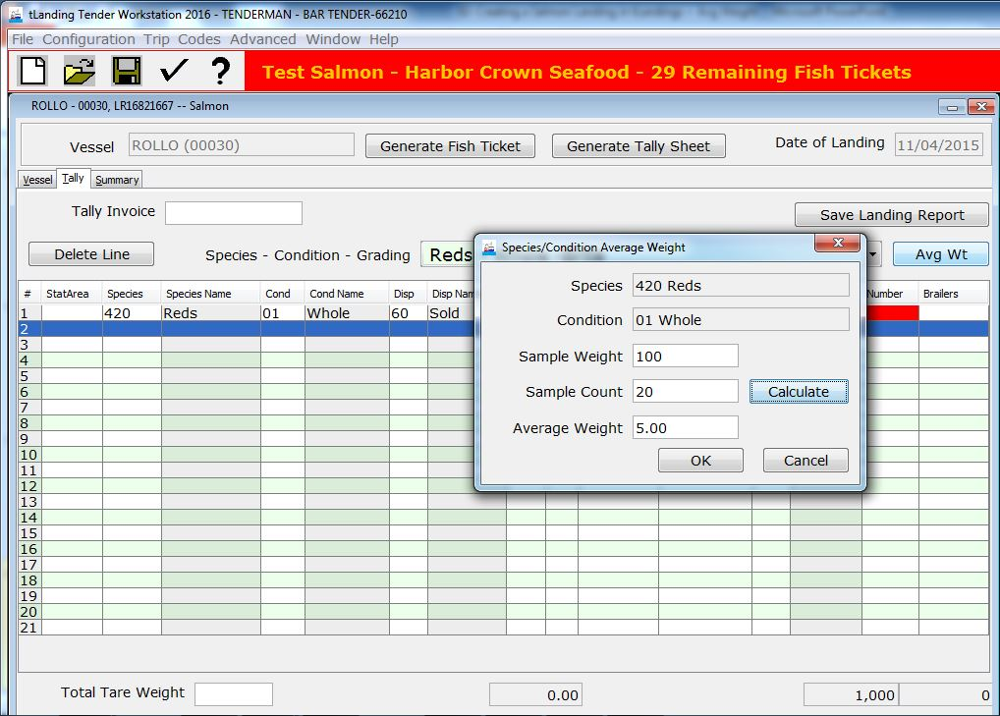 tLanding Tender Workstation 2016 - TENDERMAN - BAR TENDER-66210
File Configuration Trip Codes Advanced Window Help
Test Salmon - Harbor Crown Seafood - 29 Remaining Fish Tickets
ROLLO - 00030, LR16821667 -- Salmon
Vessel ROLLO (00030) Generate Fish Ticket Generate Tally Sheet Date of Landing 11/04/2015
Vessel Tally Summary
Tally Invoice Save Landing Report
Delete Line Species - Condition - Grading Reds Avg Wt
Species/Condition Average Weight
Species 420 Reds
Condition 01 Whole
Sample Weight 100
Sample Count 20 Calculate
Average Weight 5.00
OK Cancel
# StatArea Species Species Name Cond Cond Name Disp Disp Nam Number Brailers
1 420 Reds 01 Whole 60 Sold
2
3
4
5
6
7
8
9
10
11
12
13
14
15
16
17
18
19
20
21
Total Tare Weight 0.00 1,000 0